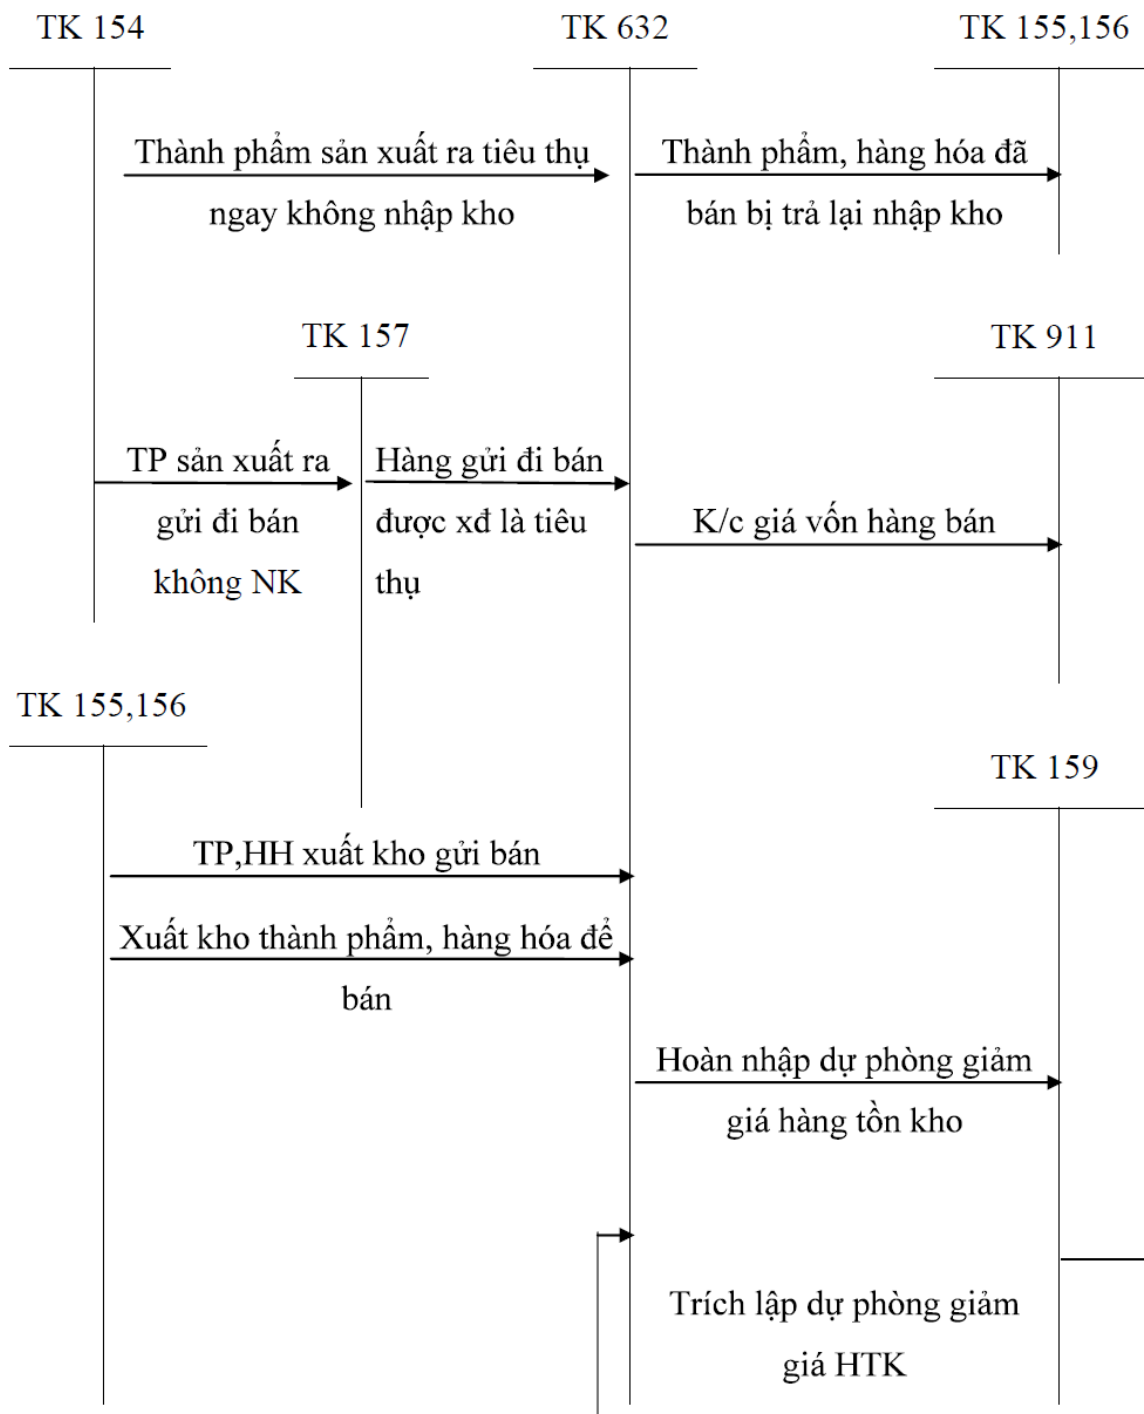 TK 154
TK 632
TK 155,156
Thành phẩm sản xuất ra tiêu thụ
ngay không nhập kho
Thành phẩm, hàng hóa đã
bán bị trả lại nhập kho
TK 157
TK 911
TP sản xuất ra
gửi đi bán
không NK
Hàng gửi đi bán
được xđ là tiêu
thụ
K/c giá vốn hàng bán
TK 155,156
TK 159
TP,HH xuất kho gửi bán
Xuất kho thành phẩm, hàng hóa để
bán
Hoàn nhập dự phòng giảm
giá hàng tồn kho
Trích lập dự phòng giảm
giá HTK